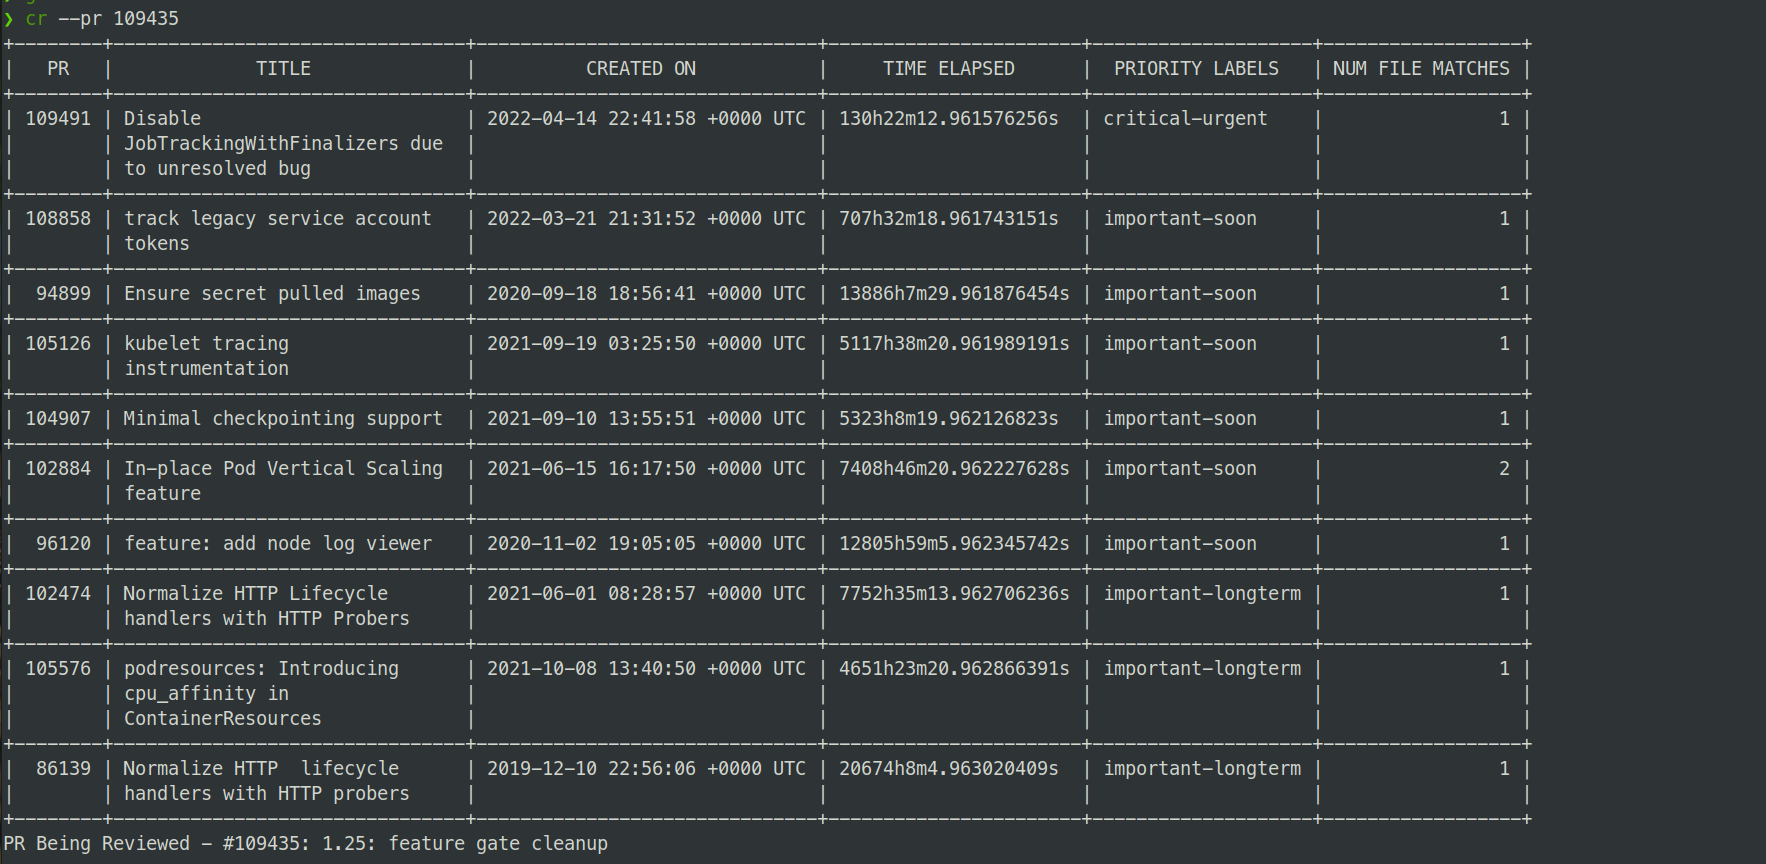 ❯ cr --pr 109435
+--------+--------------------------------+-------------------------------+-----------------------+--------------------+------------------+
| PR | TITLE | CREATED ON | TIME ELAPSED | PRIORITY LABELS | NUM FILE MATCHES |
+--------+--------------------------------+-------------------------------+-----------------------+--------------------+------------------+
| 109491 | Disable | 2022-04-14 22:41:58 +0000 UTC | 130h22m12.961576256s | critical-urgent | 1 |
| | JobTrackingWithFinalizers due | | | | |
| | to unresolved bug | | | | |
+--------+--------------------------------+-------------------------------+-----------------------+--------------------+------------------+
| 108858 | track legacy service account | 2022-03-21 21:31:52 +0000 UTC | 707h32m18.961743151s | important-soon | 1 |
| | tokens | | | | |
+--------+--------------------------------+-------------------------------+-----------------------+--------------------+------------------+
| 94899 | Ensure secret pulled images | 2020-09-18 18:56:41 +0000 UTC | 13886h7m29.961876454s | important-soon | 1 |
+--------+--------------------------------+-------------------------------+-----------------------+--------------------+------------------+
| 105126 | kubelet tracing | 2021-09-19 03:25:50 +0000 UTC | 5117h38m20.961989191s | important-soon | 1 |
| | instrumentation | | | | |
+--------+--------------------------------+-------------------------------+-----------------------+--------------------+------------------+
| 104907 | Minimal checkpointing support | 2021-09-10 13:55:51 +0000 UTC | 5323h8m19.962126823s | important-soon | 1 |
+--------+--------------------------------+-------------------------------+-----------------------+--------------------+------------------+
| 102884 | In-place Pod Vertical Scaling | 2021-06-15 16:17:50 +0000 UTC | 7408h46m20.962227628s | important-soon | 2 |
| | feature | | | | |
+--------+--------------------------------+-------------------------------+-----------------------+--------------------+------------------+
| 96120 | feature: add node log viewer | 2020-11-02 19:05:05 +0000 UTC | 12805h59m5.962345742s | important-soon | 1 |
+--------+--------------------------------+-------------------------------+-----------------------+--------------------+------------------+
| 102474 | Normalize HTTP Lifecycle | 2021-06-01 08:28:57 +0000 UTC | 7752h35m13.962706236s | important-longterm | 1 |
| | handlers with HTTP Probers | | | | |
+--------+--------------------------------+-------------------------------+-----------------------+--------------------+------------------+
| 105576 | podresources: Introducing | 2021-10-08 13:40:50 +0000 UTC | 4651h23m20.962866391s | important-longterm | 1 |
| | cpu_affinity in | | | | |
| | ContainerResources | | | | |
+--------+--------------------------------+-------------------------------+-----------------------+--------------------+------------------+
| 86139 | Normalize HTTP  lifecycle | 2019-12-10 22:56:06 +0000 UTC | 20674h8m4.963020409s | important-longterm | 1 |
| | handlers with HTTP probers | | | | |
+--------+--------------------------------+-------------------------------+-----------------------+--------------------+------------------+
PR Being Reviewed - #109435: 1.25: feature gate cleanup